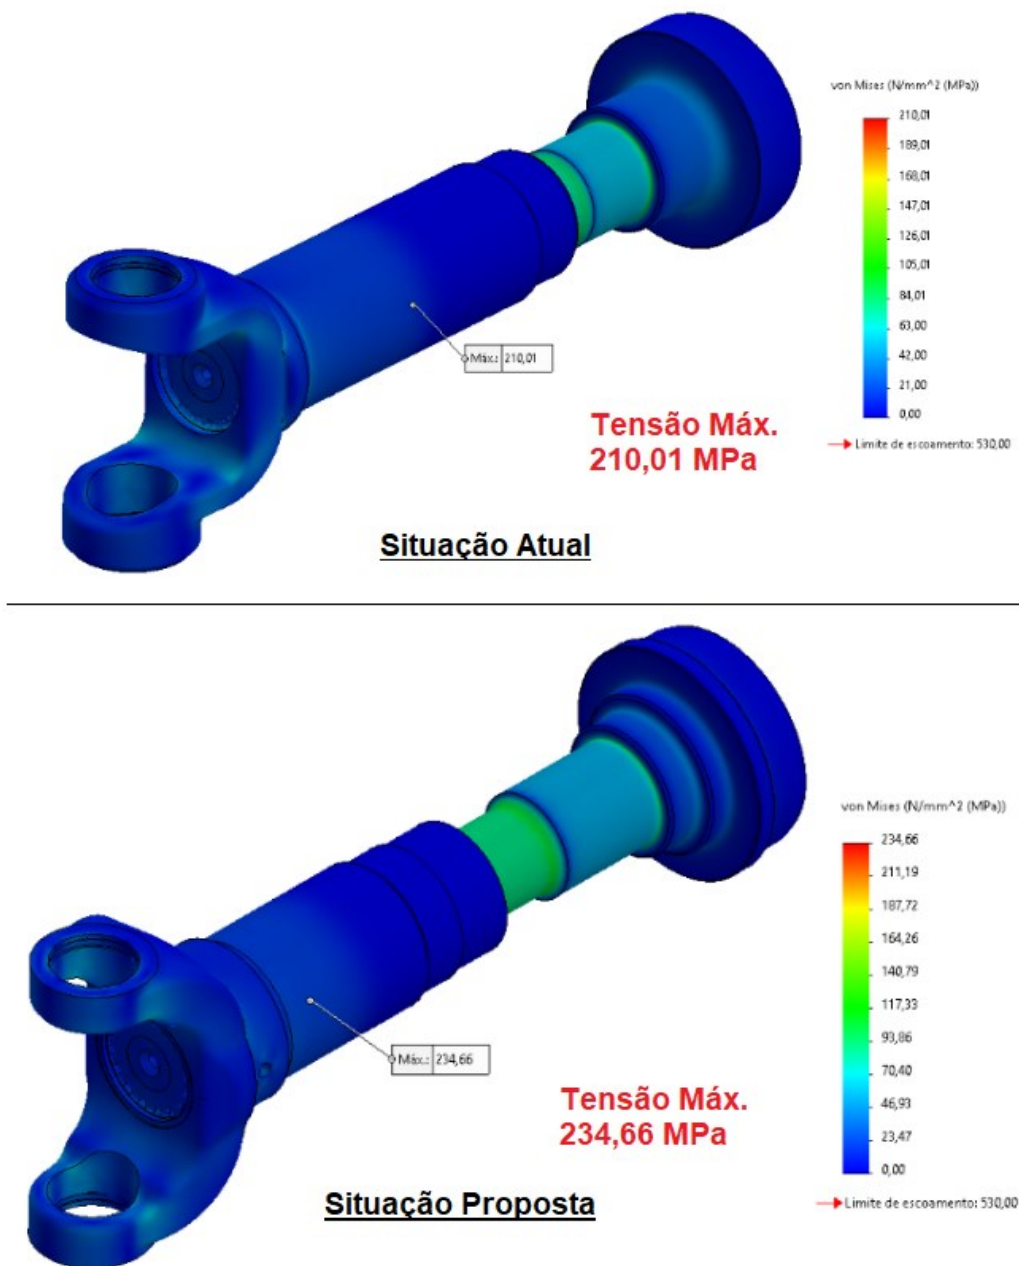 von Mises (N/mm^2 (MPa))
210,01
189,01
168,01
147,01
126,01
105,01
84,01
63,00
42,00
21,00
0,00
Máx.: 210,01
Tensão Máx.
210,01 MPa
Limite de escoamento: 530,00
Situação Atual
von Mises (N/mm^2 (MPa))
234,66
211,19
187,72
164,26
140,79
117,33
93,86
70,40
46,93
23,47
0,00
Máx.: 234,66
Tensão Máx.
234,66 MPa
Limite de escoamento: 530,00
Situação Proposta